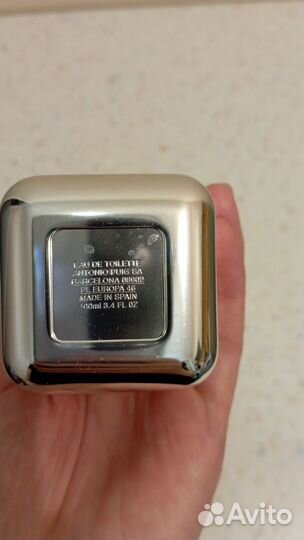 EAU DE TOILETTE
ANTONIO PUIG SA
BARCELONA 08902
PL EUROPA 46
MADE IN SPAIN
100ml 3.4 FL OZ
Avito